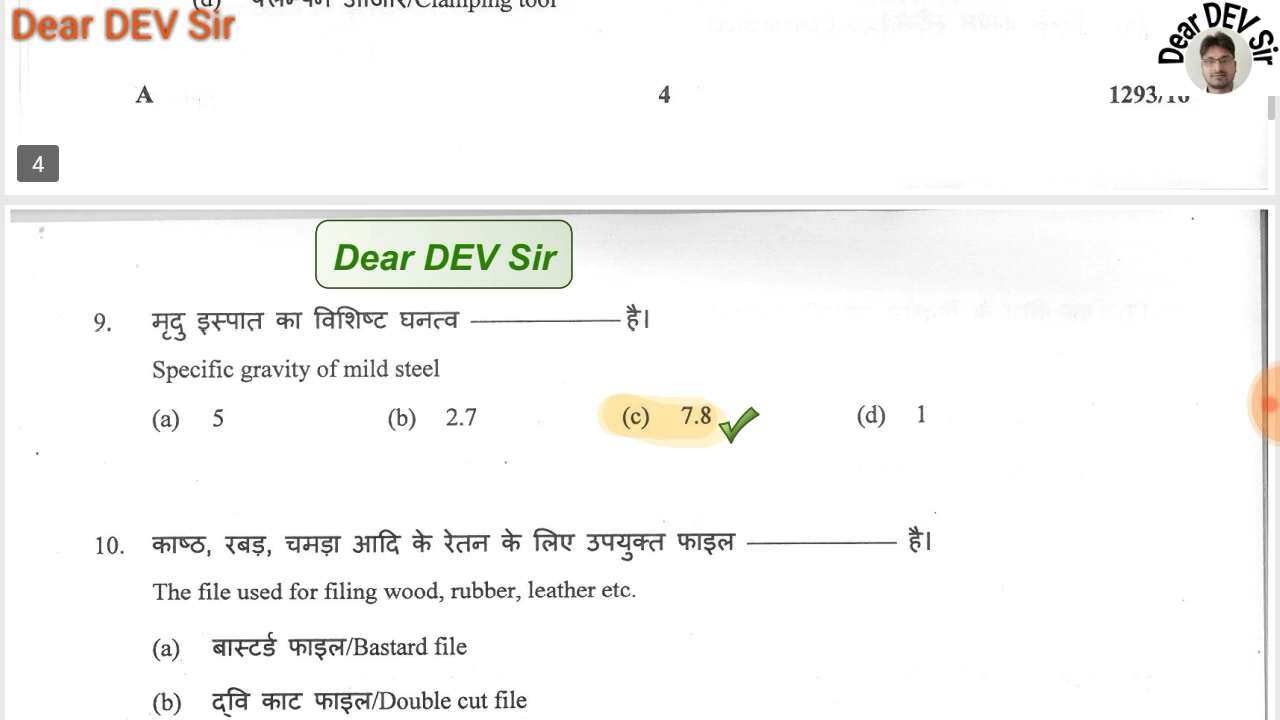 Dear DEV Sir
Clamping tool
Dear DEV Sir
A 4
4
Dear DEV Sir
9. मृदु इस्पात का विशिष्ट घनत्व ———— है।
Specific gravity of mild steel
(a) 5 (b) 2.7 (c) 7.8 (d) 1
10. काष्ठ, रबड़, चमड़ा आदि के रेतन के लिए उपयुक्त फाइल ———— है।
The file used for filing wood, rubber, leather etc.
(a) बास्टर्ड फाइल/Bastard file
(b) द्वि काट फाइल/Double cut file